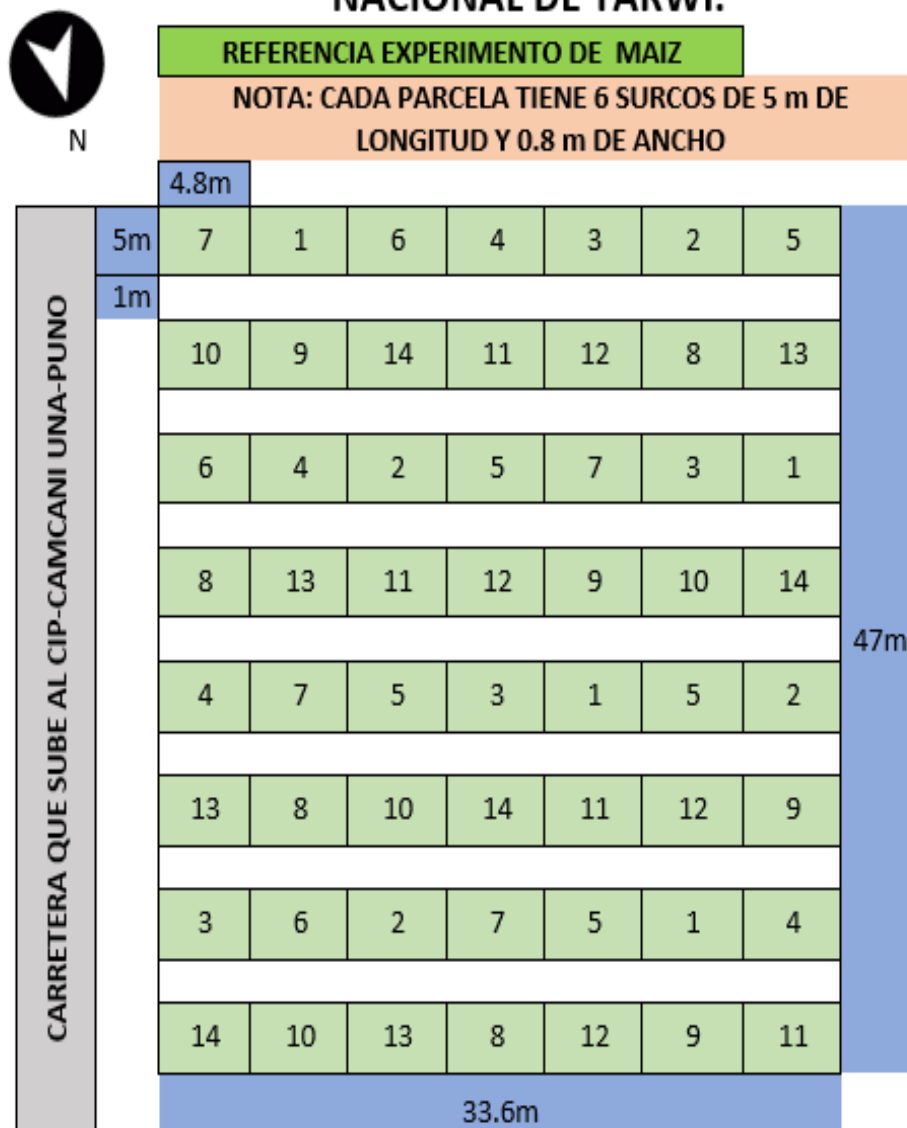 NACIONAL DE TARWI.
REFERENCIA EXPERIMENTO DE MAIZ
NOTA: CADA PARCELA TIENE 6 SURCOS DE 5 m DE
LONGITUD Y 0.8 m DE ANCHO
N
4.8m
5m 7 1 6 4 3 2 5
1m
10 9 14 11 12 8 13
6 4 2 5 7 3 1
8 13 11 12 9 10 14
47m
4 7 5 3 1 5 2
13 8 10 14 11 12 9
3 6 2 7 5 1 4
14 10 13 8 12 9 11
33.6m
CARRETERA QUE SUBE AL CIP-CAMCANI UNA-PUNO